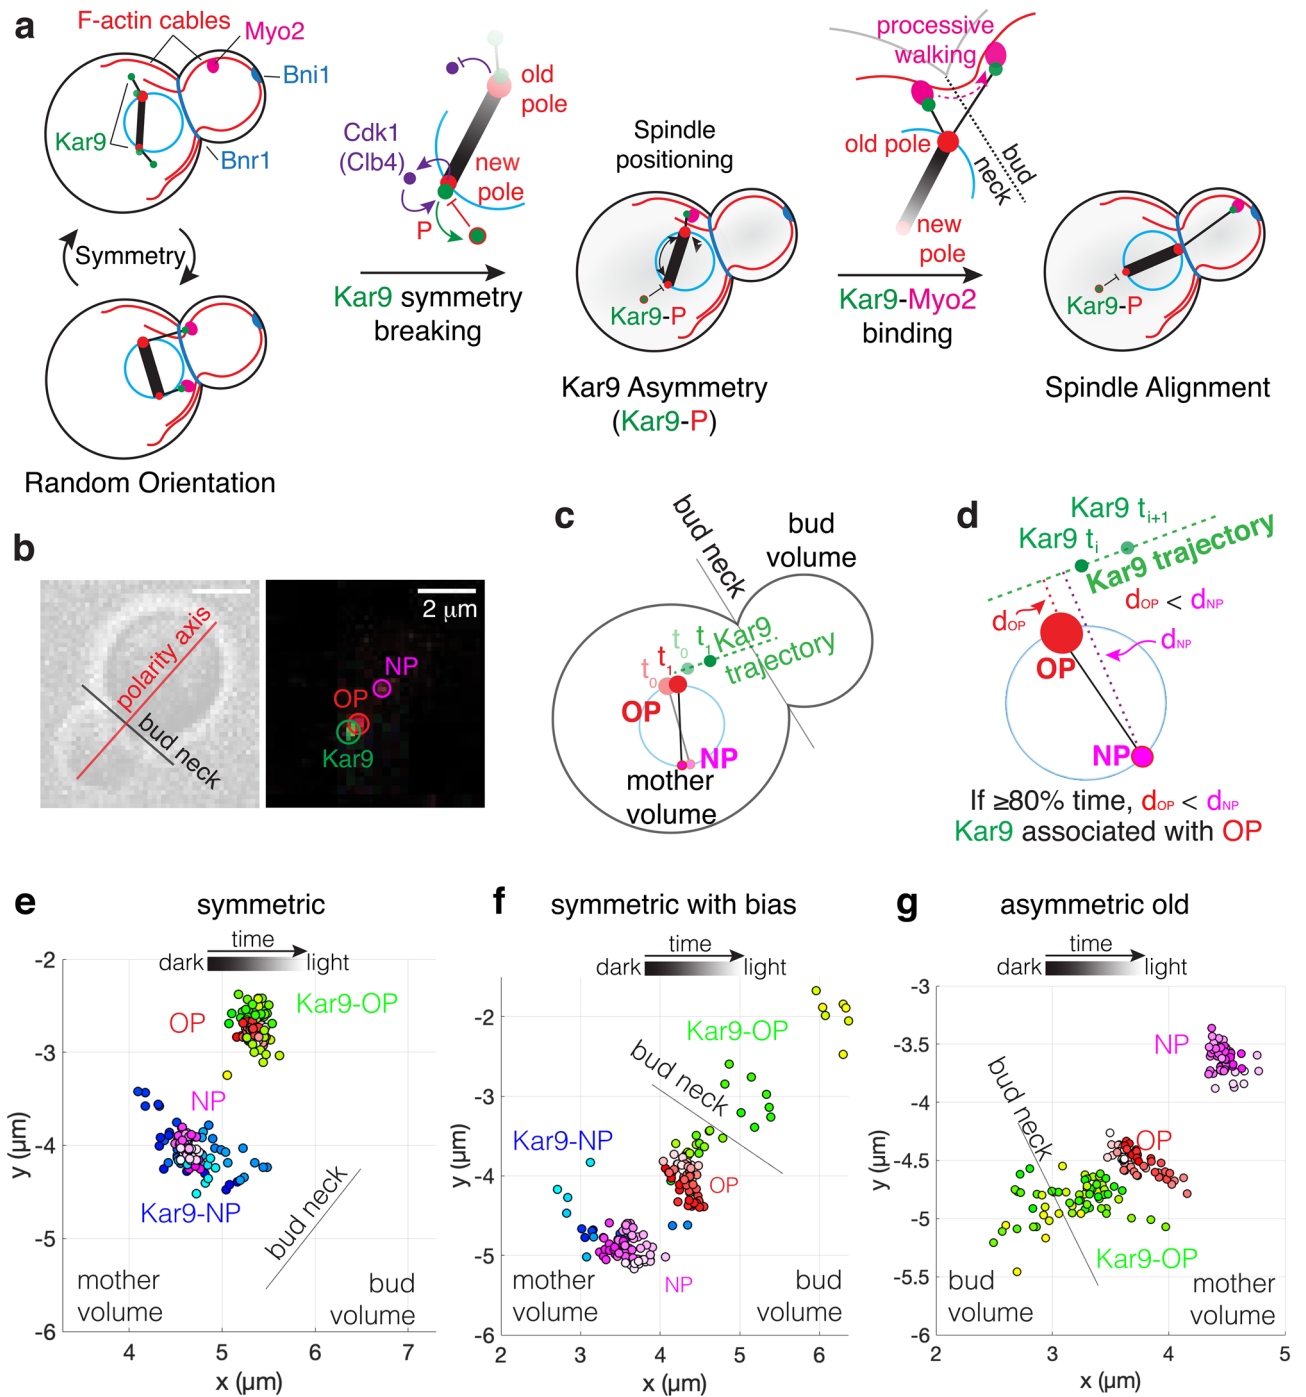 a
F-actin cables
Myo2
Bni1
Kar9
Bnr1
Symmetry
Random Orientation
old
pole
Cdk1
(Clb4)
new
pole
P
Kar9 symmetry
breaking
Spindle
positioning
Kar9-P
Kar9 Asymmetry
(Kar9-P)
processive
walking
old pole
bud
neck
new
pole
Kar9-Myo2
binding
Kar9-P
Spindle Alignment
b
polarity axis
bud neck
2 μm
NP
OP
Kar9
c
bud neck
bud
volume
t0 t1 Kar9
trajectory
t0 t1
OP
NP
mother
volume
d
Kar9 ti+1
Kar9 ti
Kar9 trajectory
dOP < dNP
dOP
dNP
OP
NP
If ≥80% time, dOP < dNP
Kar9 associated with OP
e
symmetric
time
dark light
Kar9-OP
OP
NP
Kar9-NP
bud neck
mother
volume
bud
volume
-2
-3
-4
-5
-6
y (μm)
4 5 6 7
x (μm)
f
symmetric with bias
time
dark light
Kar9-OP
bud neck
Kar9-NP
OP
NP
mother
volume
bud
volume
-2
-3
-4
-5
-6
y (μm)
2 3 4 5 6
x (μm)
g
asymmetric old
time
dark light
NP
bud neck
OP
Kar9-OP
bud
volume
mother
volume
-3
-3.5
-4
-4.5
-5
-5.5
-6
y (μm)
2 3 4 5
x (μm)